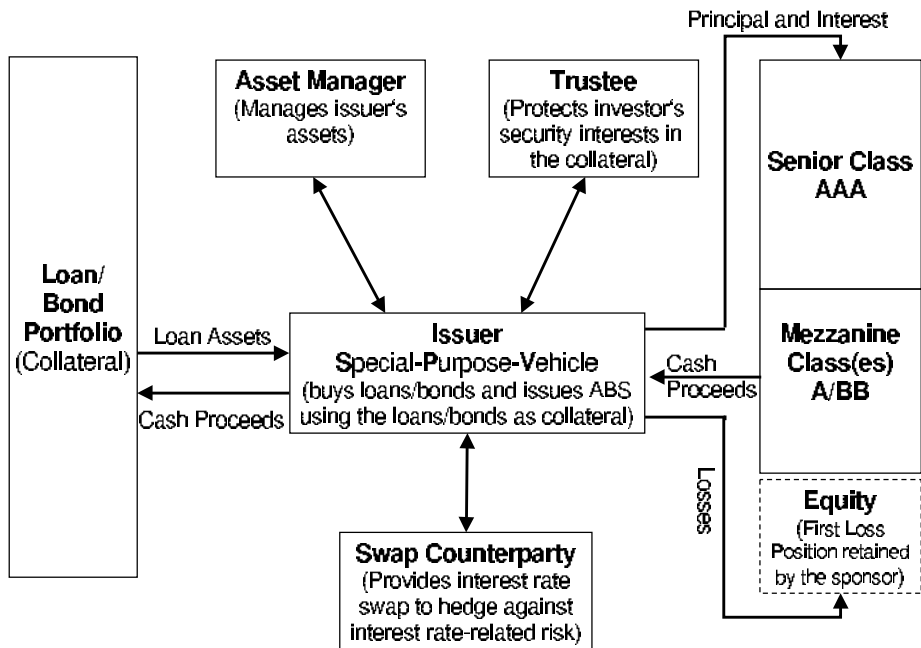 Principal and Interest
Asset Manager
(Manages issuer's
assets)
Trustee
(Protects investor's
security interests in
the collateral)
Senior Class
AAA
Loan/
Bond
Portfolio
(Collateral)
Loan Assets
Cash Proceeds
Issuer
Special-Purpose-Vehicle
(buys loans/bonds and issues ABS
using the loans/bonds as collateral)
Cash
Proceeds
Mezzanine
Class(es)
A/BB
Losses
Equity
(First Loss
Position retained
by the sponsor)
Swap Counterparty
(Provides interest rate
swap to hedge against
interest rate-related risk)